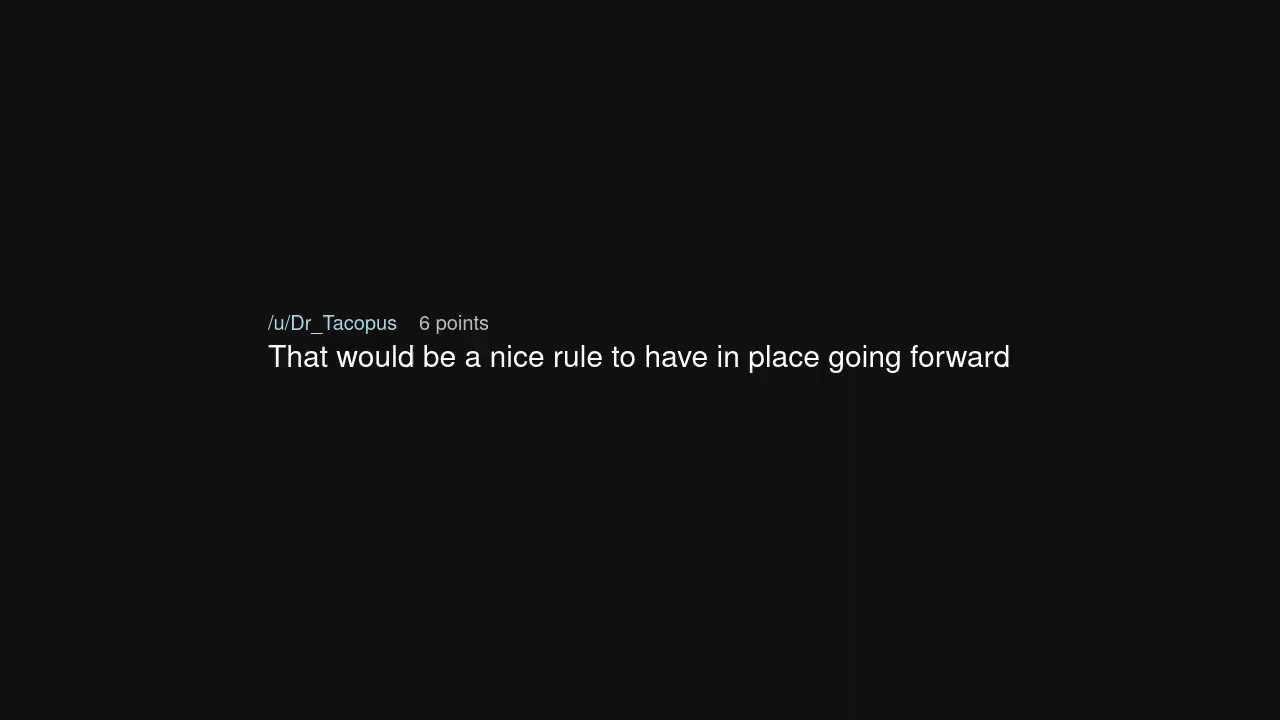 /u/Dr_Tacopus 6 points
That would be a nice rule to have in place going forward